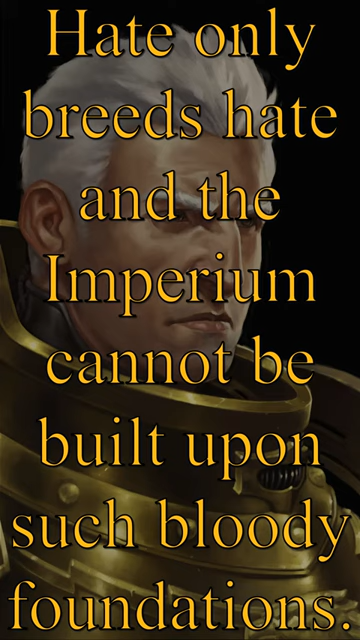 Hate only
breeds hate
and the
Imperium
cannot be
built upon
such bloody
foundations.